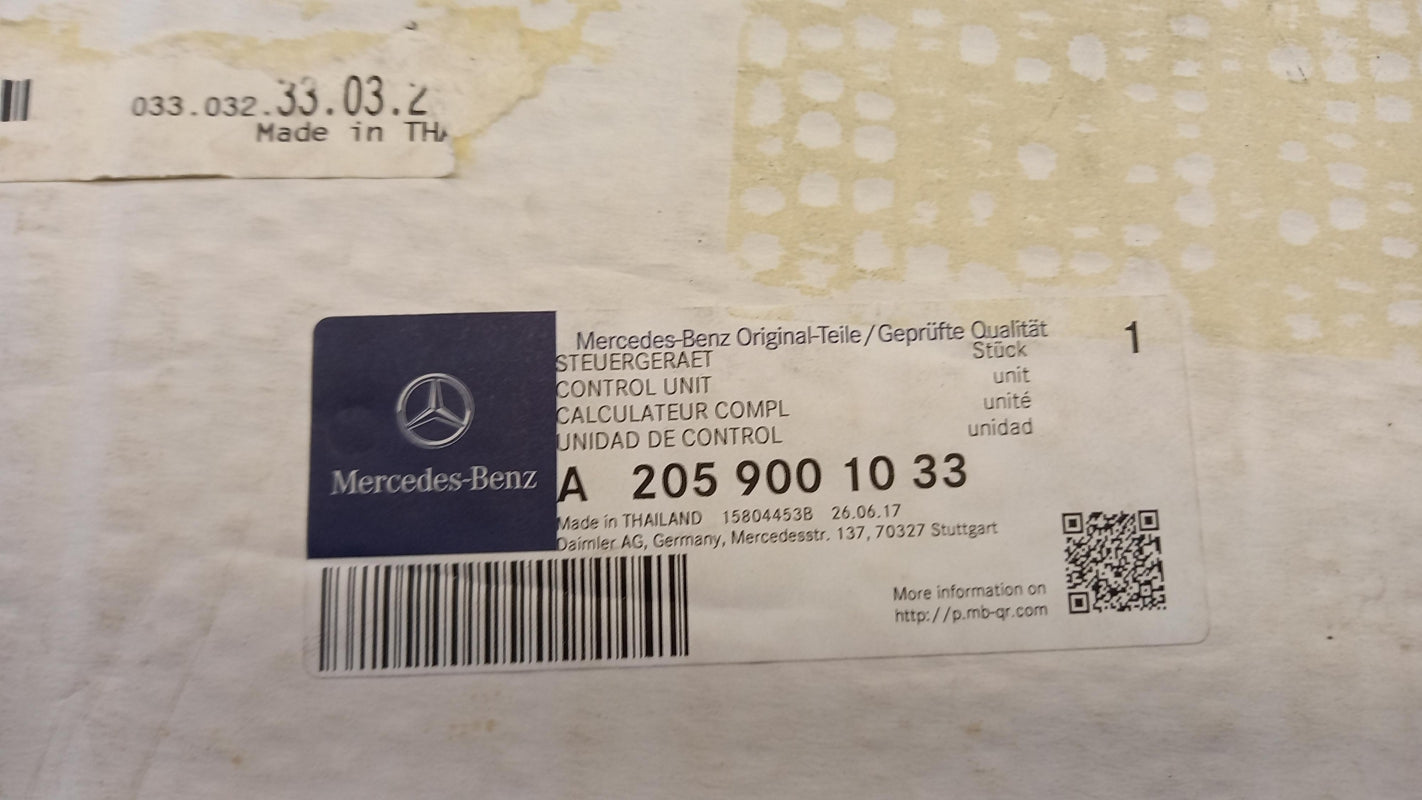 033.032.33.03.2
Made in
Mercedes-Benz
Mercedes-Benz Original-Teile/Geprüfte Qualität 1
STEUERGERAET Stück
CONTROL UNIT unit
CALCULATEUR COMPL unité
UNIDAD DE CONTROL unidad
A 205 900 10 33
Made in THAILAND 15804453B 26.06.17
Daimler AG, Germany, Mercedesstr. 137, 70327 Stuttgart
More information on
http://p.mb-qr.com